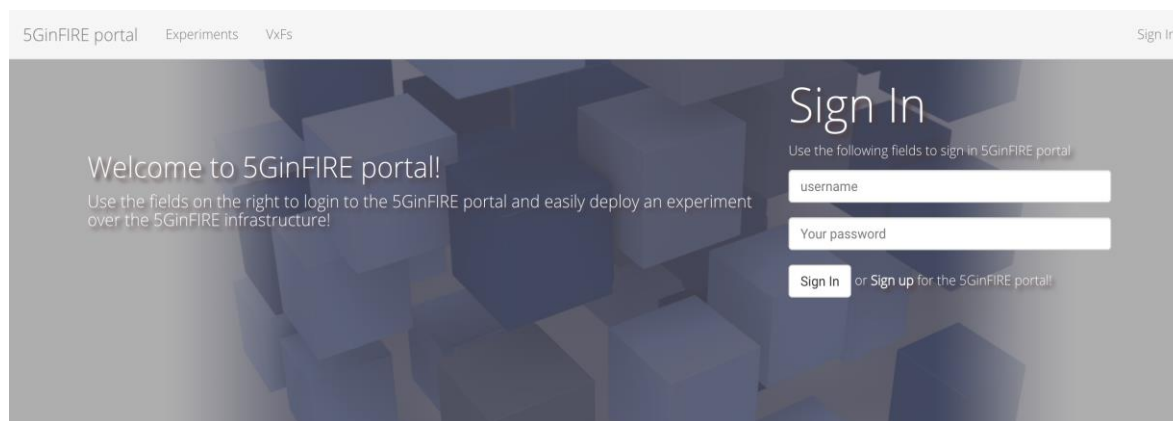 5GinFIRE portal Experiments VxFs Sign In
Sign In
Use the following fields to sign in 5GinFIRE portal
Welcome to 5GinFIRE portal!
Use the fields on the right to login to the 5GinFIRE portal and easily deploy an experiment
over the 5GinFIRE infrastructure!
username
Your password
Sign In or Sign up for the 5GinFIRE portal!